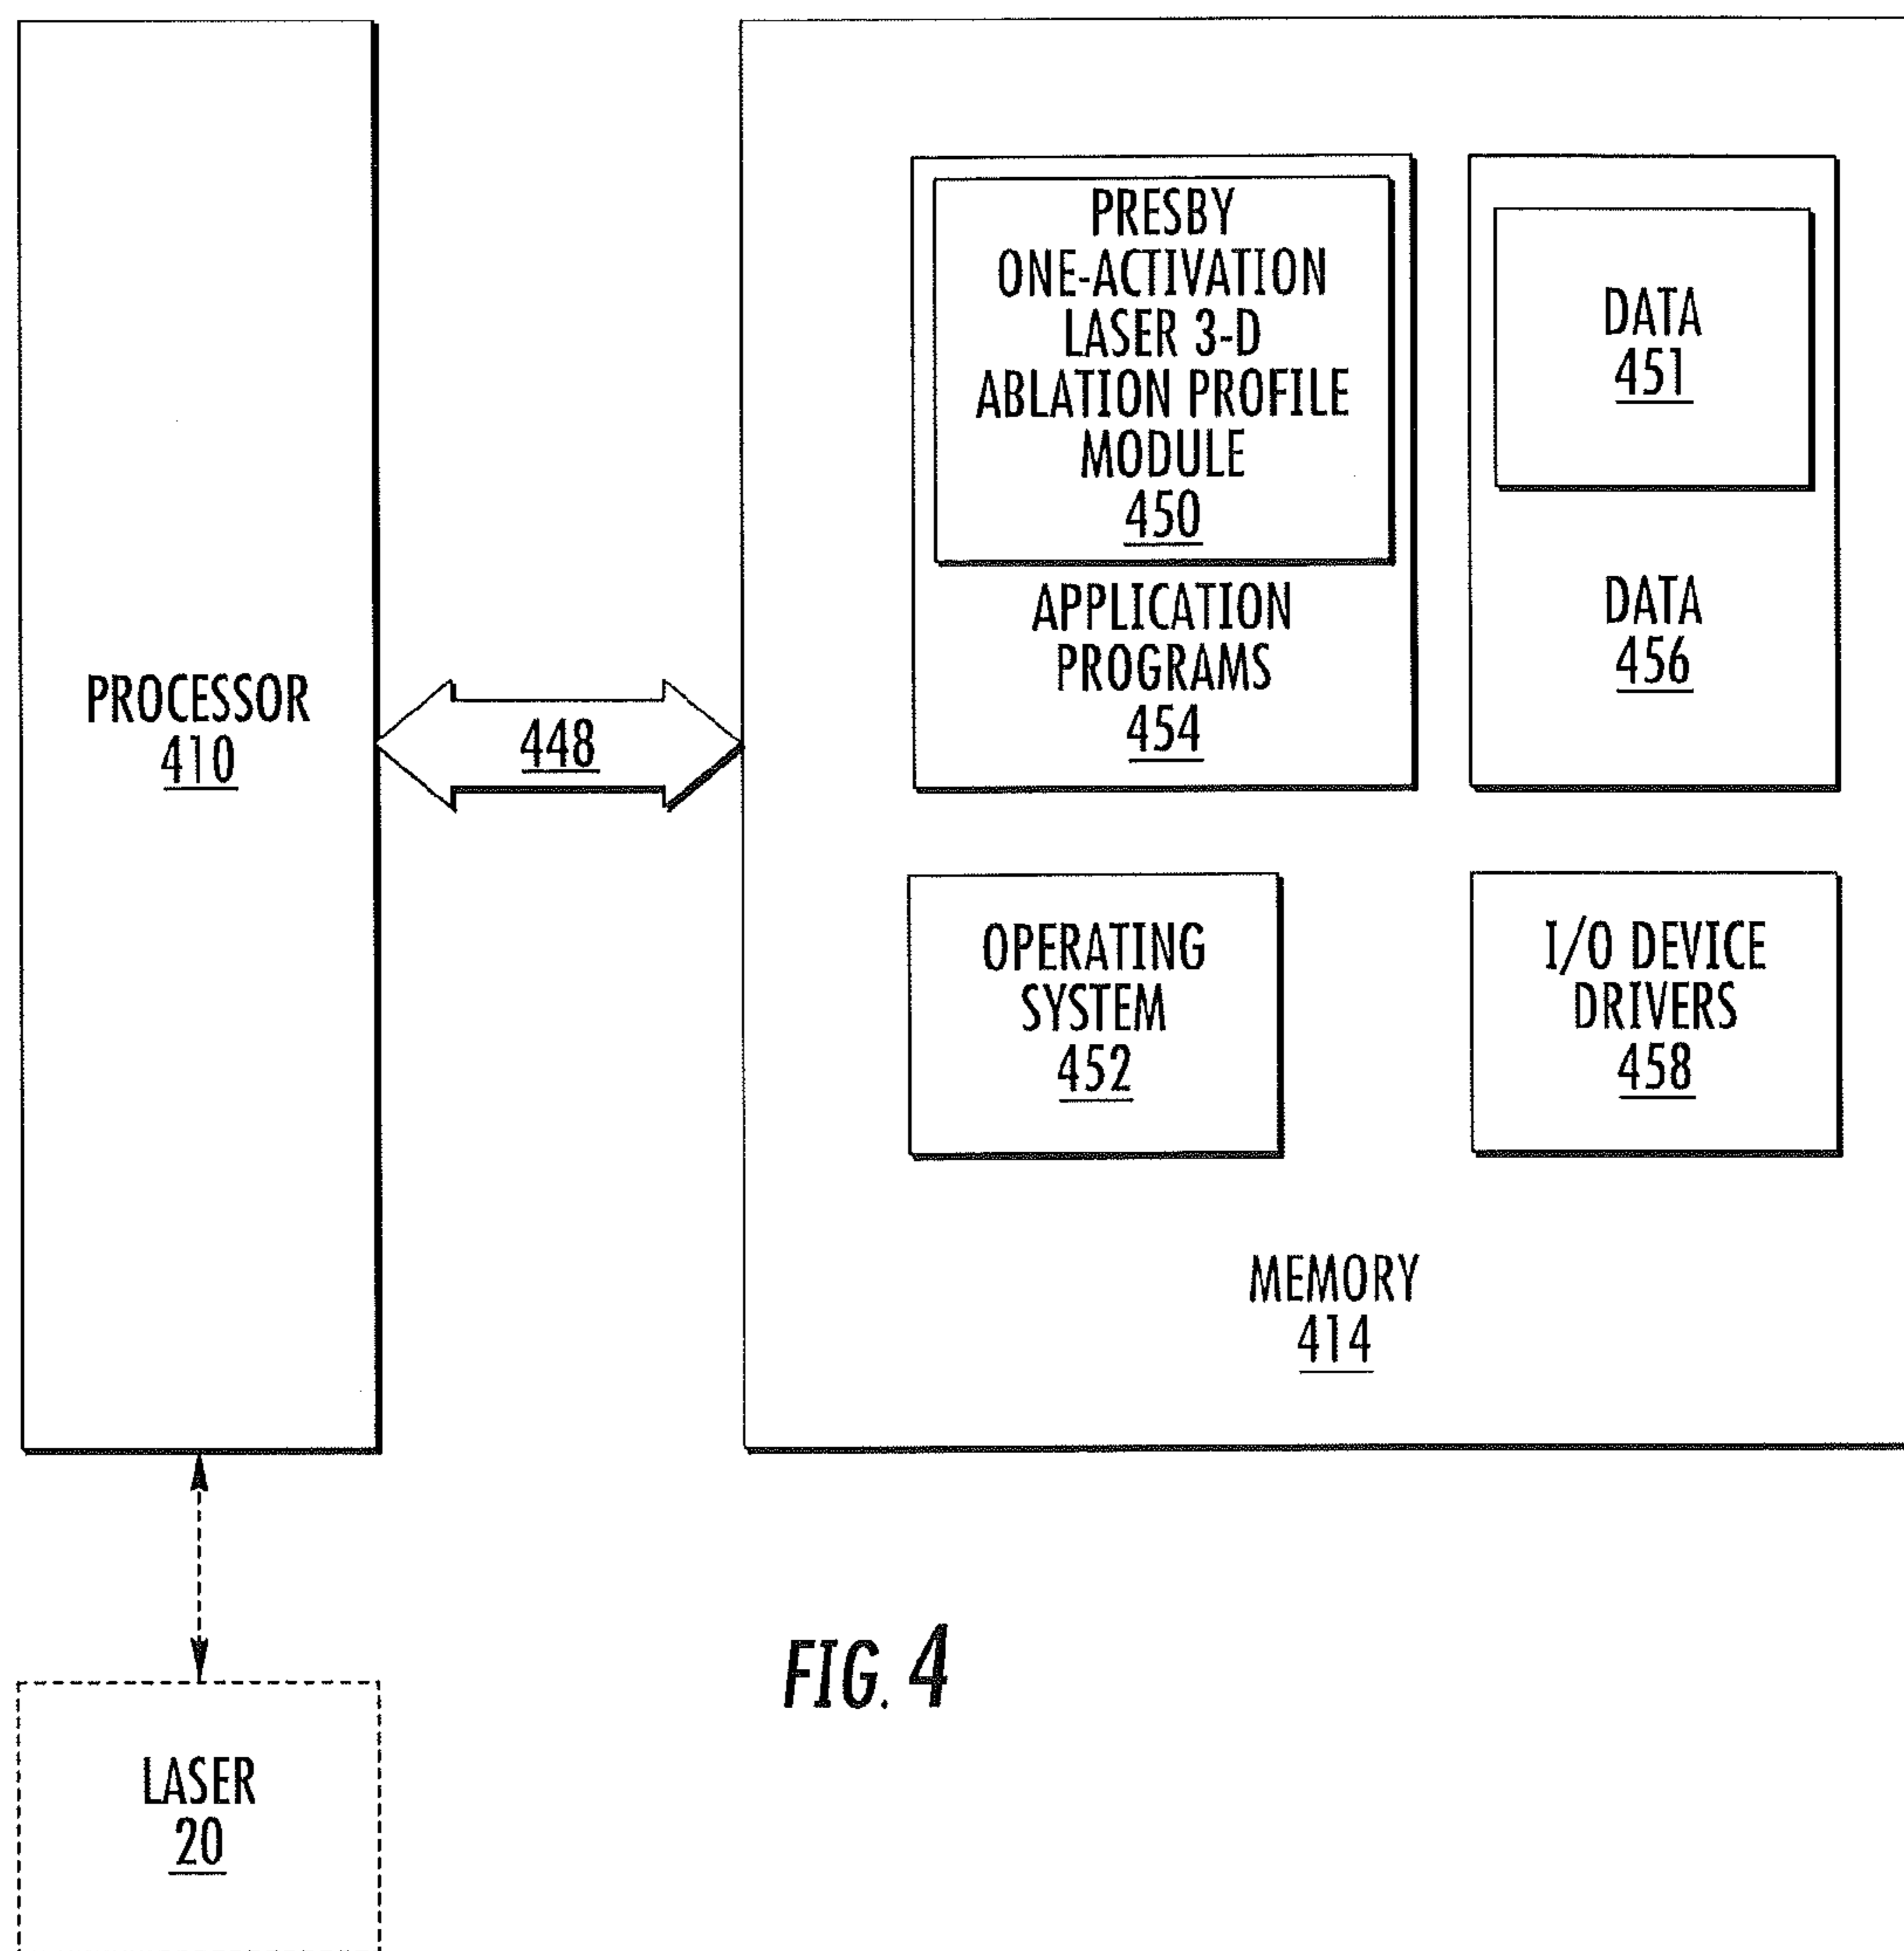 PROCESSOR
410
448
PRESBY
ONE-ACTIVATION
LASER 3-D
ABLATION PROFILE
MODULE
450
APPLICATION
PROGRAMS
454
DATA
451
DATA
456
OPERATING
SYSTEM
452
I/O DEVICE
DRIVERS
458
MEMORY
414
LASER
20
FIG. 4